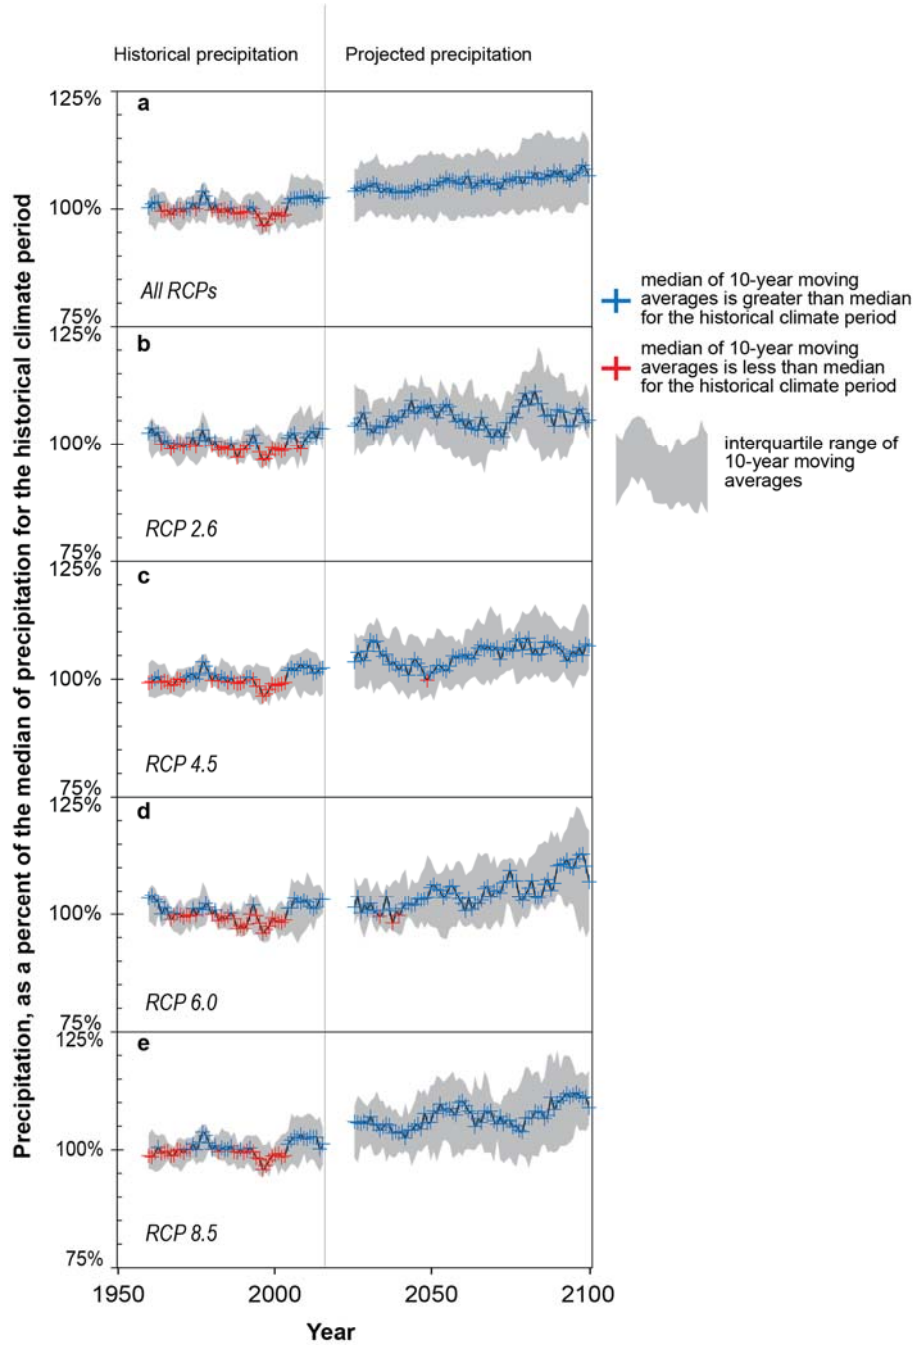 Historical precipitation
Projected precipitation
Precipitation, as a percent of the median of precipitation for the historical climate period
125%
a
100%
All RCPs
75%
125%
b
100%
RCP 2.6
75%
125%
c
100%
RCP 4.5
75%
125%
d
100%
RCP 6.0
75%
125%
e
100%
RCP 8.5
75%
1950
2000
2050
2100
Year
median of 10-year moving
averages is greater than median
for the historical climate period
median of 10-year moving
averages is less than median
for the historical climate period
interquartile range of
10-year moving
averages